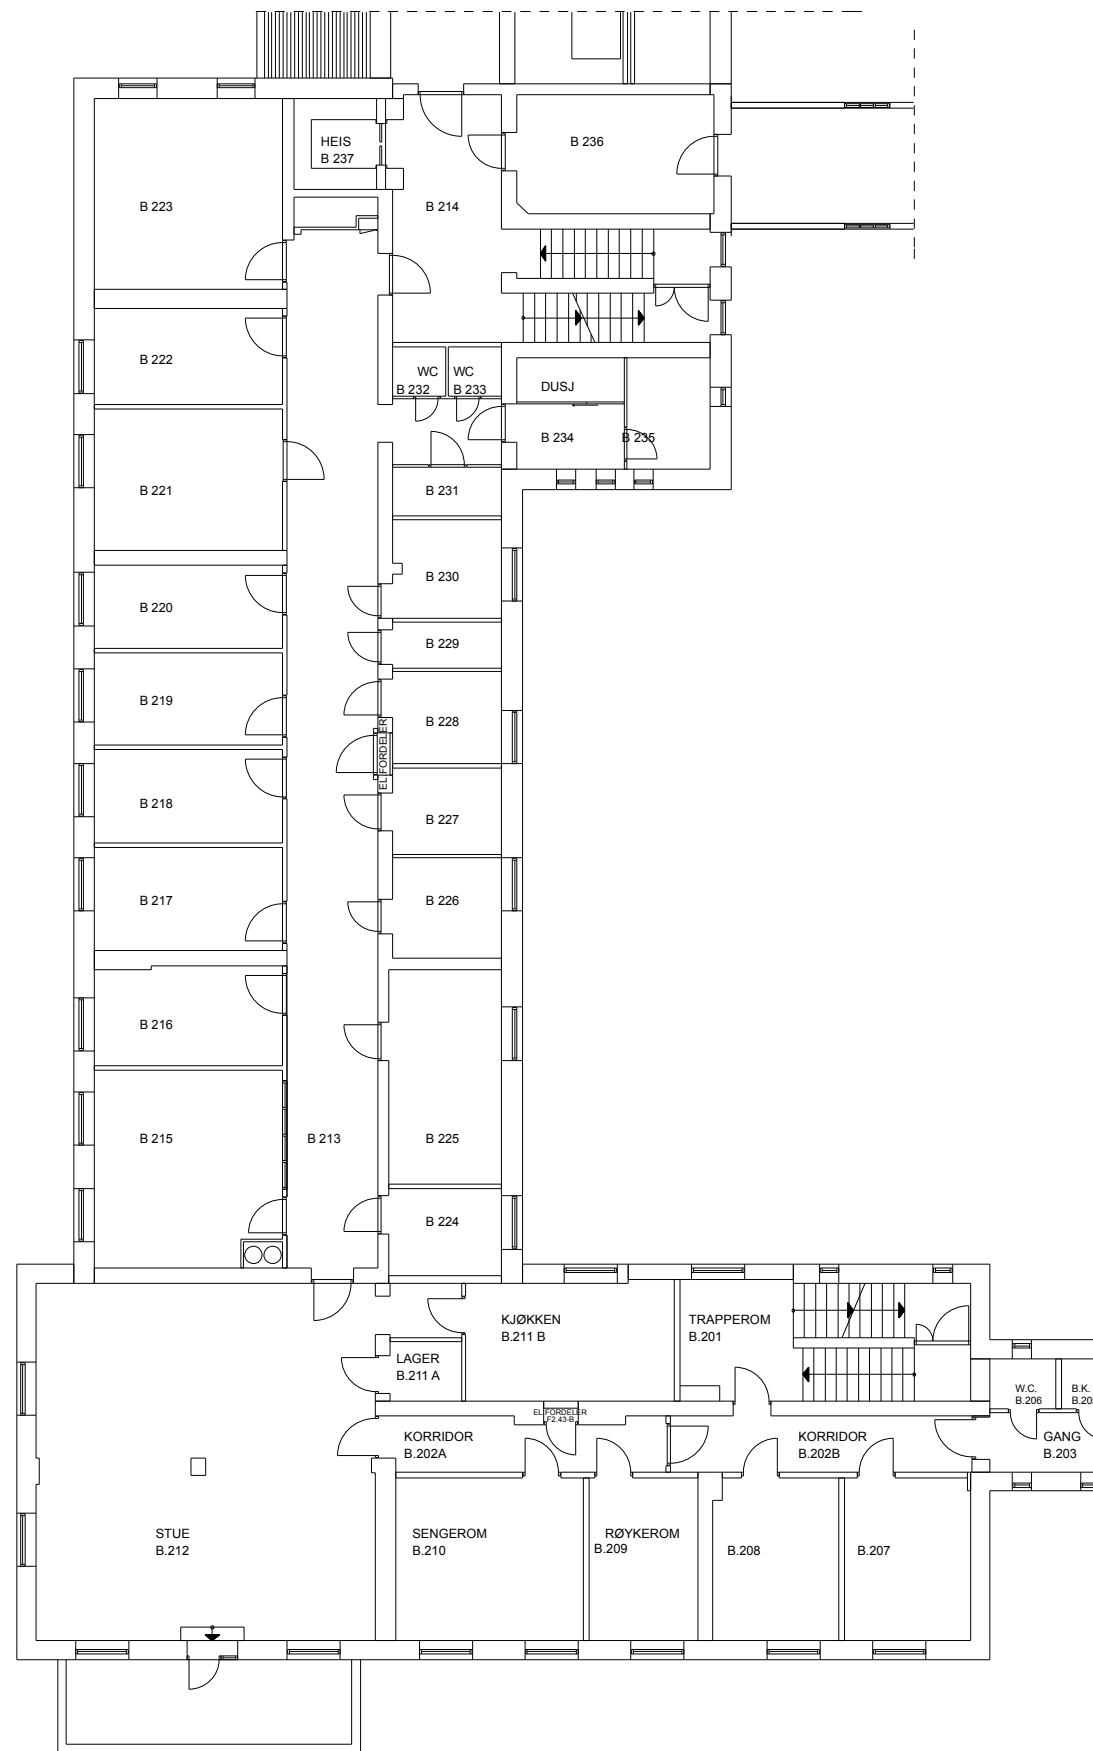 HEIS
B 237
B 236
B 223
B 214
B 222
WC
B 232
WC
B 233
DUSJ
B 234
B 235
B 221
B 231
B 230
B 220
B 229
B 219
B 228
EL FORDELER
B 218
B 227
B 217
B 226
B 216
B 215
B 213
B 225
B 224
KJØKKEN
B.211 B
TRAPPEROM
B.201
LAGER
B.211 A
W.C.
B.206
B.K.
EL FORDELER
F2.43-B
KORRIDOR
B.202A
KORRIDOR
B.202B
GANG
B.203
STUE
B.212
SENGEROM
B.210
RØYKEROM
B.209
B.208
B.207